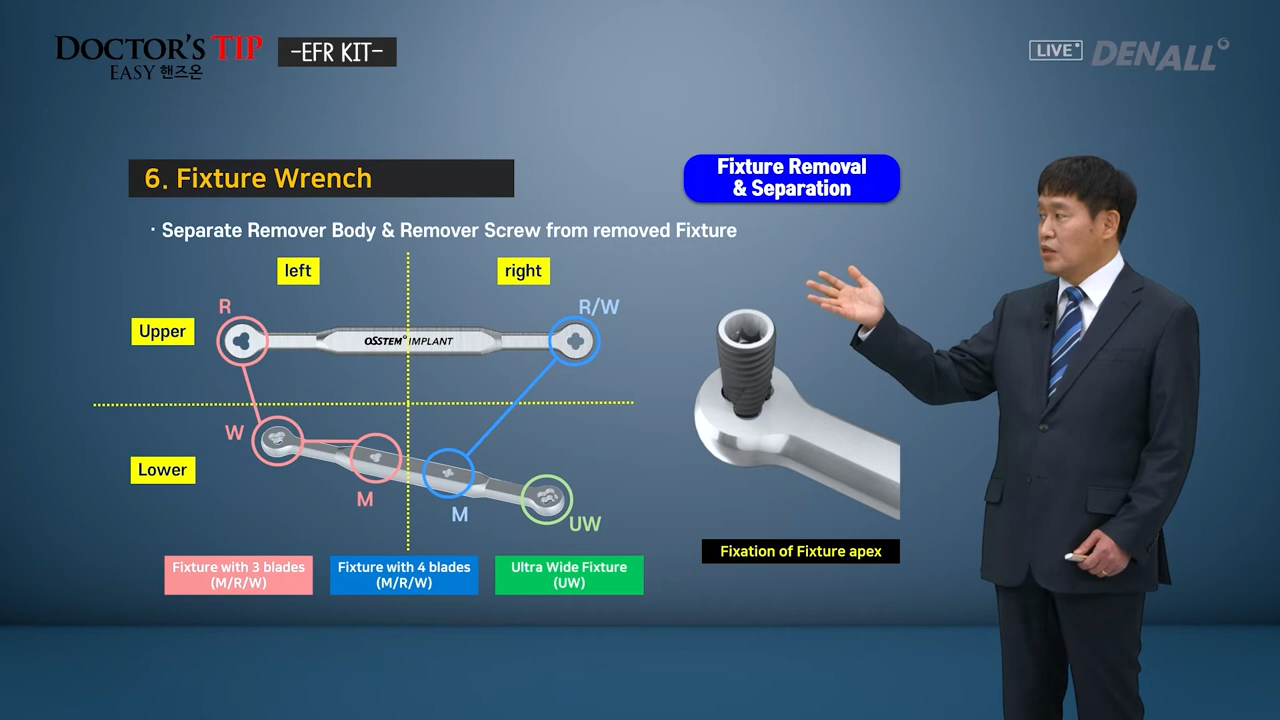 DOCTOR'S TIP
EASY 핸즈온
-EFR KIT-
LIVE
DENALL
6. Fixture Wrench
Fixture Removal
& Separation
· Separate Remover Body & Remover Screw from removed Fixture
left
right
R
R/W
Upper
OSSTEM IMPLANT
W
Lower
M
M
UW
Fixation of Fixture apex
Fixture with 3 blades
(M/R/W)
Fixture with 4 blades
(M/R/W)
Ultra Wide Fixture
(UW)